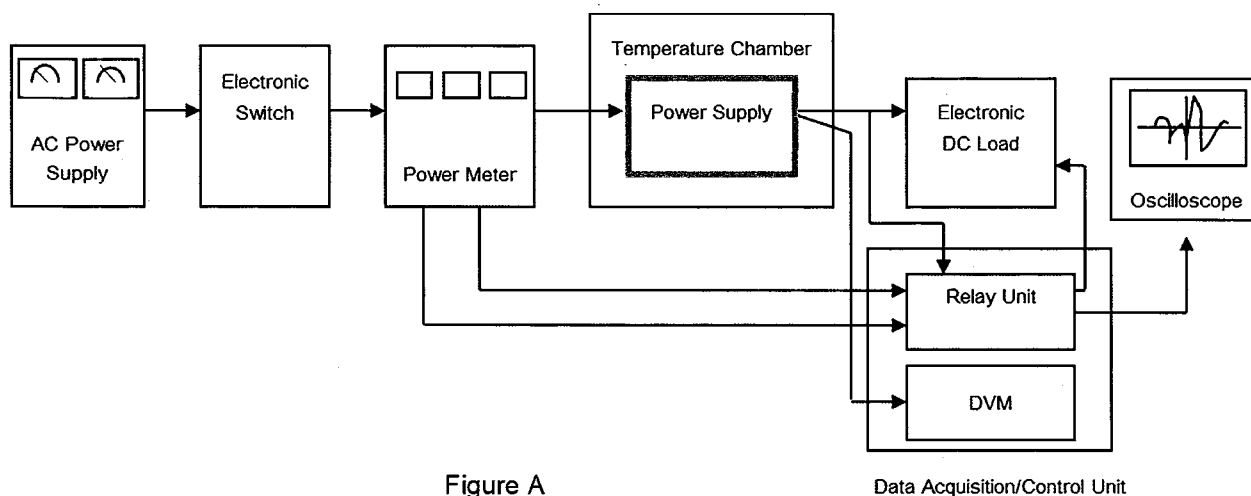 AC Power
Supply
Electronic
Switch
Power Meter
Temperature Chamber
Power Supply
Electronic
DC Load
Oscilloscope
Relay Unit
DVM
Figure A
Data Acquisition/Control Unit